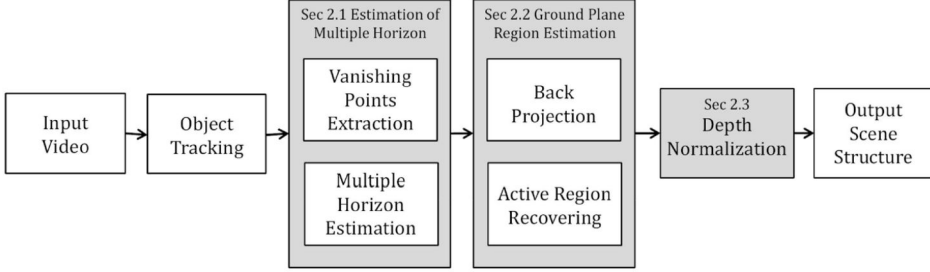 Input
Video
Object
Tracking
Sec 2.1 Estimation of
Multiple Horizon
Vanishing
Points
Extraction
Multiple
Horizon
Estimation
Sec 2.2 Ground Plane
Region Estimation
Back
Projection
Active Region
Recovering
Sec 2.3
Depth
Normalization
Output
Scene
Structure